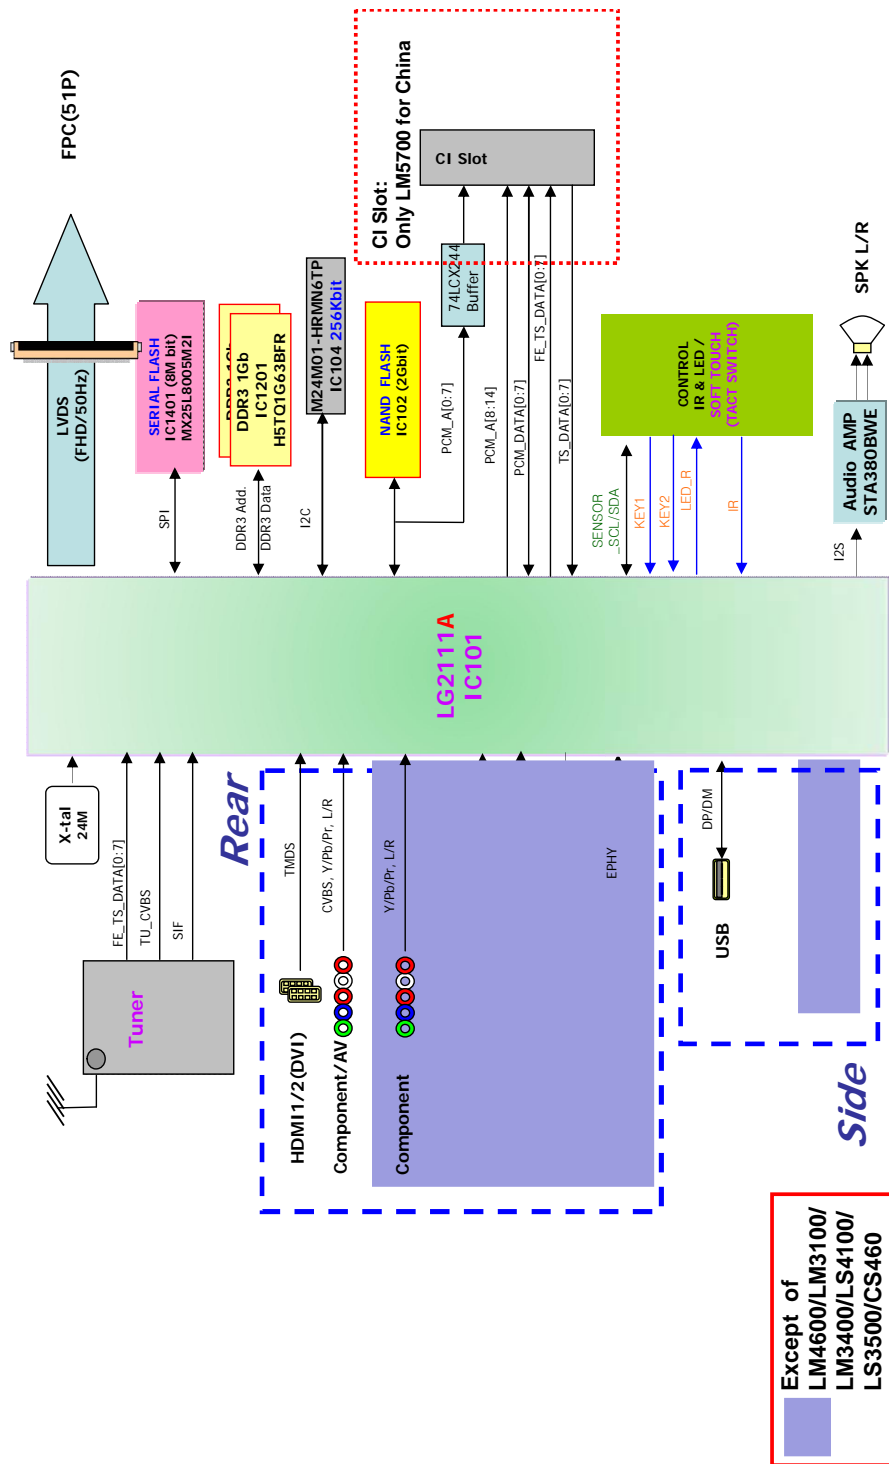 X-tal
24M
Tuner
FE_TS_DATA[0:7]
TU_CVBS
SIF
Rear
HDMI1/2(DVI)
TMDS
Component/AV
CVBS, Y/Pb/Pr, L/R
Component
Y/Pb/Pr, L/R
EPHY
USB
DP/DM
Side
Except of
LM4600/LM3100/
LM3400/LS4100/
LS3500/CS460
LG2111A
IC101
LVDS
(FHD/50Hz)
FPC(51P)
SPI
SERIAL FLASH
IC1401 (8M bit)
MX25L8005M2I
DDR3 Add.
DDR3 Data
DDR3 1Gb
DDR3 1Gb
IC1201
H5TQ1G63BFR
I2C
M24M01-HRMN6TP
IC104 256Kbit
NAND FLASH
IC102 (2Gbit)
PCM_A[0:7]
74LCX244
Buffer
CI Slot:
Only LM5700 for China
CI Slot
PCM_A[8:14]
PCM_DATA[0:7]
FE_TS_DATA[0:7]
TS_DATA[0:7]
SENSOR
_SCL/SDA
KEY1
KEY2
LED_R
IR
CONTROL
IR & LED /
SOFT TOUCH
(TACT SWITCH)
I2S
Audio AMP
STA380BWE
SPK L/R